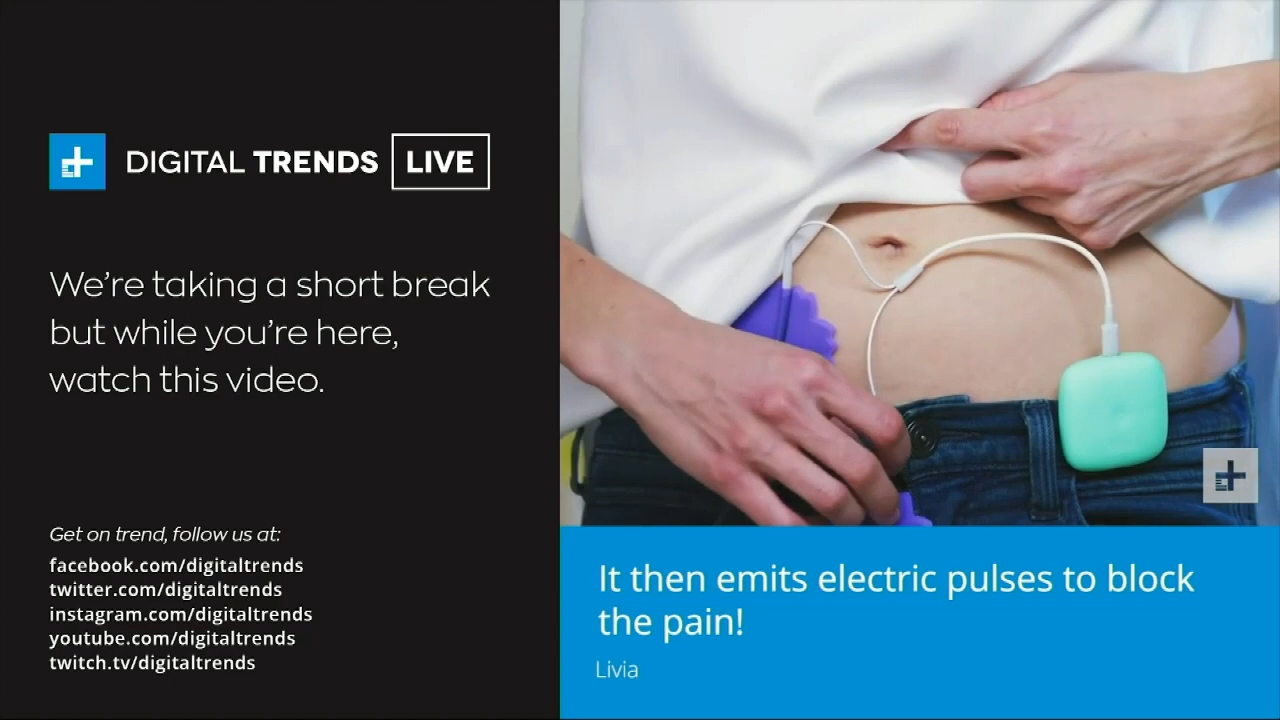 DIGITAL TRENDS LIVE
We're taking a short break
but while you're here,
watch this video.
Get on trend, follow us at:
facebook.com/digitaltrends
twitter.com/digitaltrends
instagram.com/digitaltrends
youtube.com/digitaltrends
twitch.tv/digitaltrends
It then emits electric pulses to block
the pain!
Livia